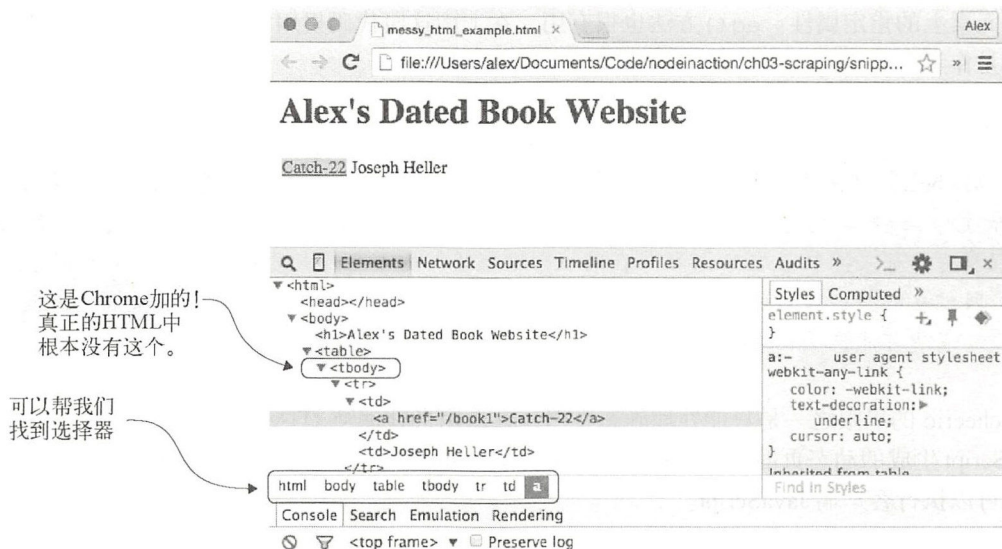 messy_html_example.html ×
Alex
file:///Users/alex/Documents/Code/nodeinaction/ch03-scraping/snipp... »
Alex's Dated Book Website
Catch-22 Joseph Heller
Elements Network Sources Timeline Profiles Resources Audits » >_ ×
▼<html>
<head></head>
▼<body>
<h1>Alex's Dated Book Website</h1>
▼<table>
▼<tbody>
▼<tr>
▼<td>
<a href="/book1">Catch-22</a>
</td>
<td>Joseph Heller</td>
</tr>
html body table tbody tr td a
Styles Computed »
element.style {
}
a:- user agent stylesheet
webkit-any-link {
color: -webkit-link;
text-decoration:▶
underline;
cursor: auto;
}
Inherited from table
Find in Styles
Console Search Emulation Rendering
<top frame> ▼ Preserve log
这是Chrome加的!
真正的HTML中
根本没有这个。
可以帮我们
找到选择器